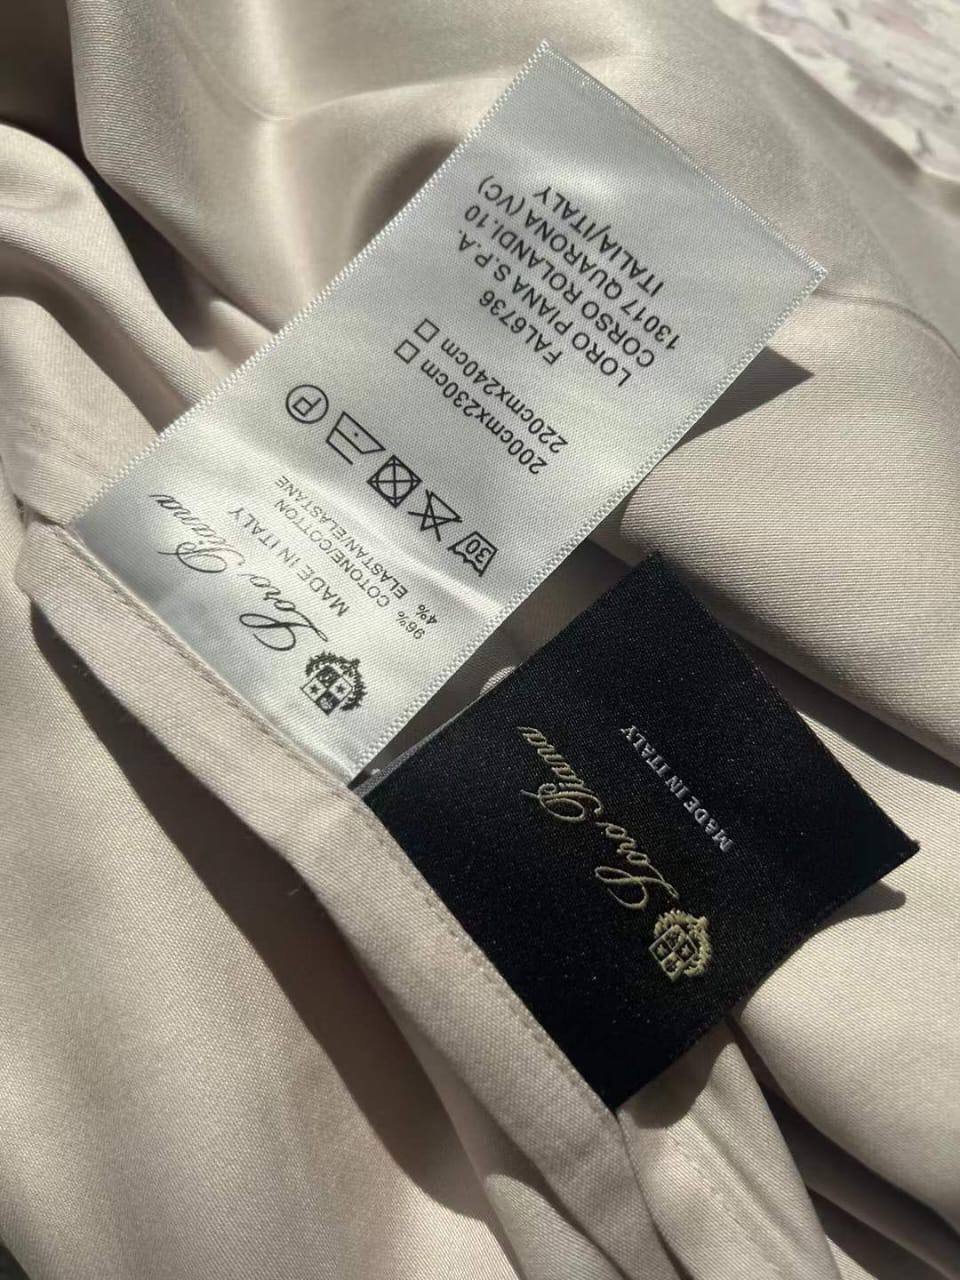 Loro Piana
MADE IN ITALY
96% COTONE/COTTON
4% ELASTAN/ELASTANE
30
P
200cmx230cm
220cmx240cm
FAL6736
LORO PIANA S.P.A.
CORSO ROLANDI.10
13017 QUARONA (VC)
ITALIA/ITALY
Loro Piana
MADE IN ITALY